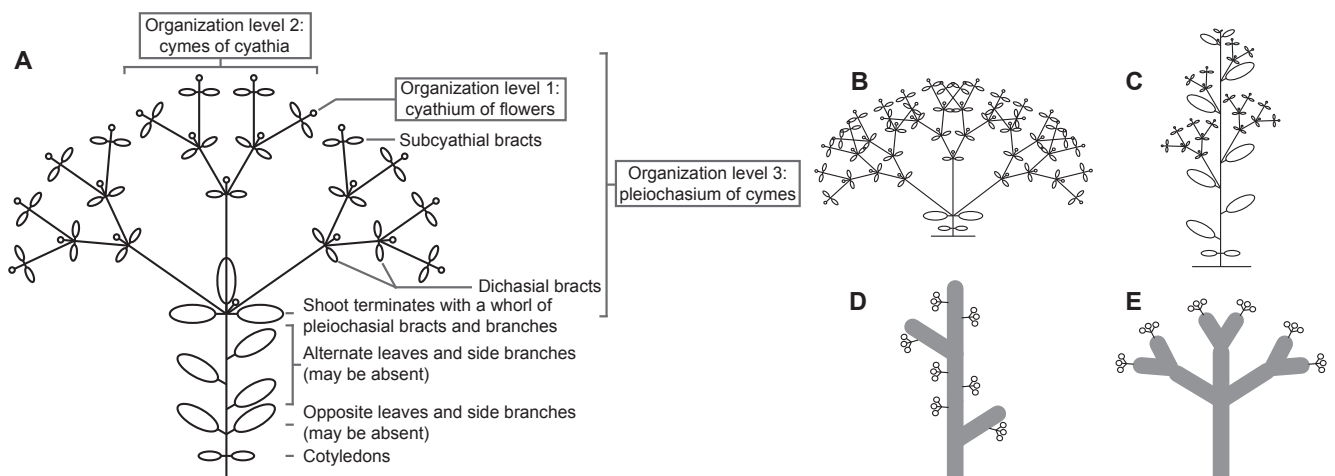 Organization level 2:
cymes of cyathia
A
Organization level 1:
cyathium of flowers
Subcyathial bracts
Organization level 3:
pleiochasium of cymes
Dichasial bracts
Shoot terminates with a whorl of
pleiochasial bracts and branches
Alternate leaves and side branches
(may be absent)
Opposite leaves and side branches
(may be absent)
Cotyledons
B
C
D
E